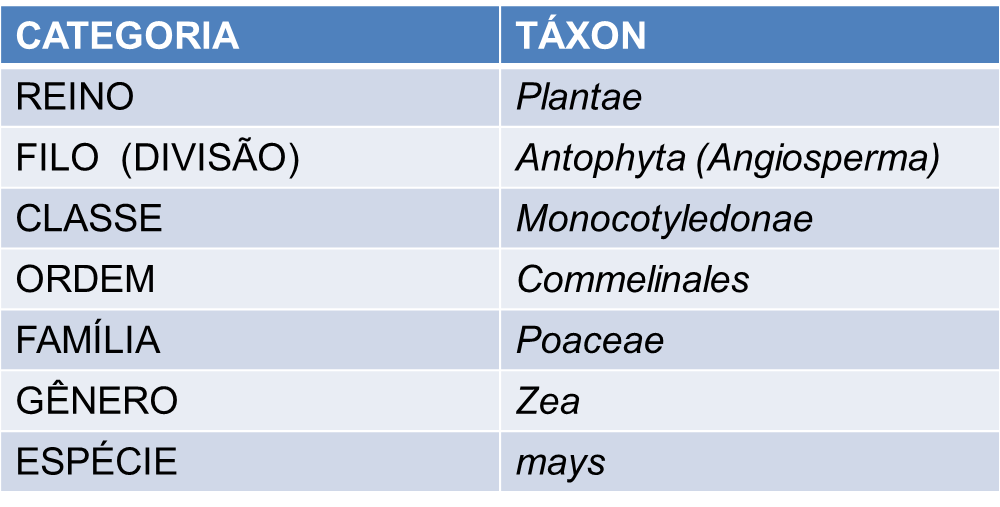 CATEGORIA TÁXON
REINO Plantae
FILO (DIVISÃO) Antophyta (Angiosperma)
CLASSE Monocotyledonae
ORDEM Commelinales
FAMÍLIA Poaceae
GÊNERO Zea
ESPÉCIE mays